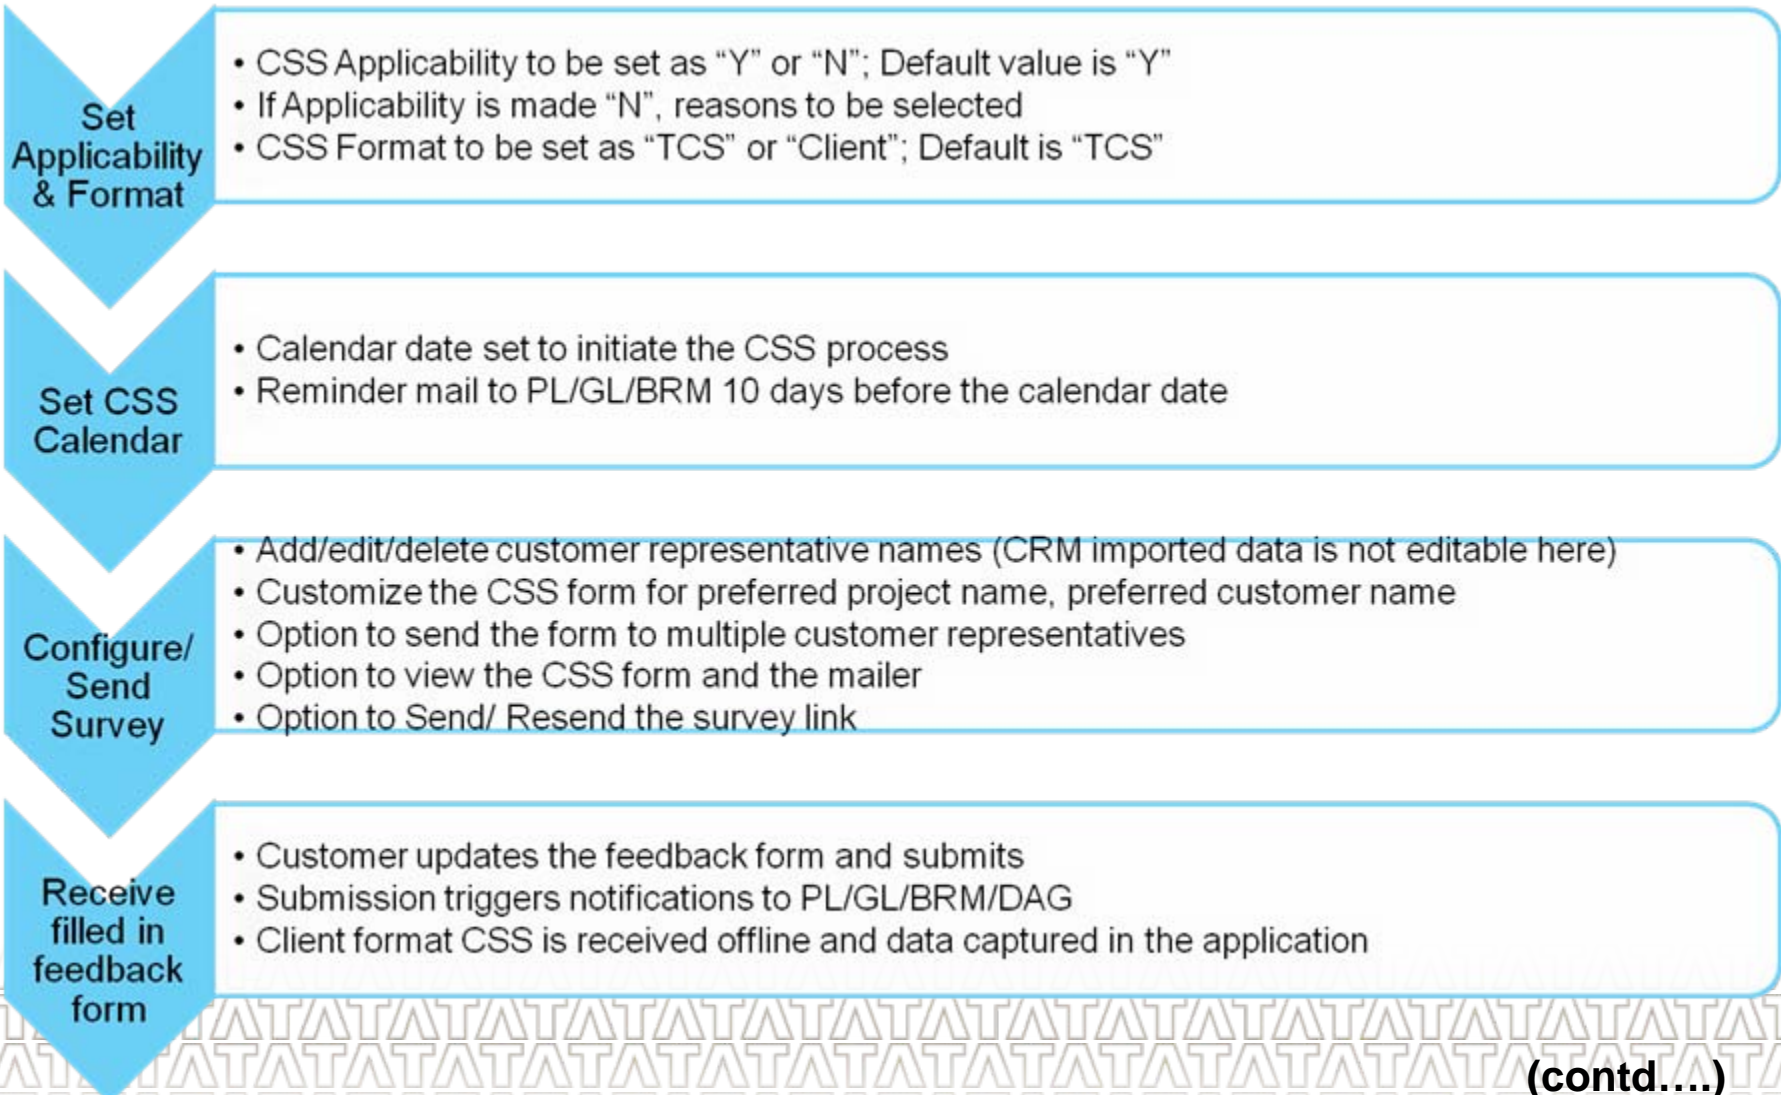 Set
Applicability
& Format
• CSS Applicability to be set as “Y” or “N”; Default value is “Y”
• If Applicability is made “N”, reasons to be selected
• CSS Format to be set as “TCS” or “Client”; Default is “TCS”
Set CSS
Calendar
• Calendar date set to initiate the CSS process
• Reminder mail to PL/GL/BRM 10 days before the calendar date
Configure/
Send
Survey
• Add/edit/delete customer representative names (CRM imported data is not editable here)
• Customize the CSS form for preferred project name, preferred customer name
• Option to send the form to multiple customer representatives
• Option to view the CSS form and the mailer
• Option to Send/ Resend the survey link
Receive
filled in
feedback
form
• Customer updates the feedback form and submits
• Submission triggers notifications to PL/GL/BRM/DAG
• Client format CSS is received offline and data captured in the application
TATATATATATATATATATATATATATATA
(contd....)